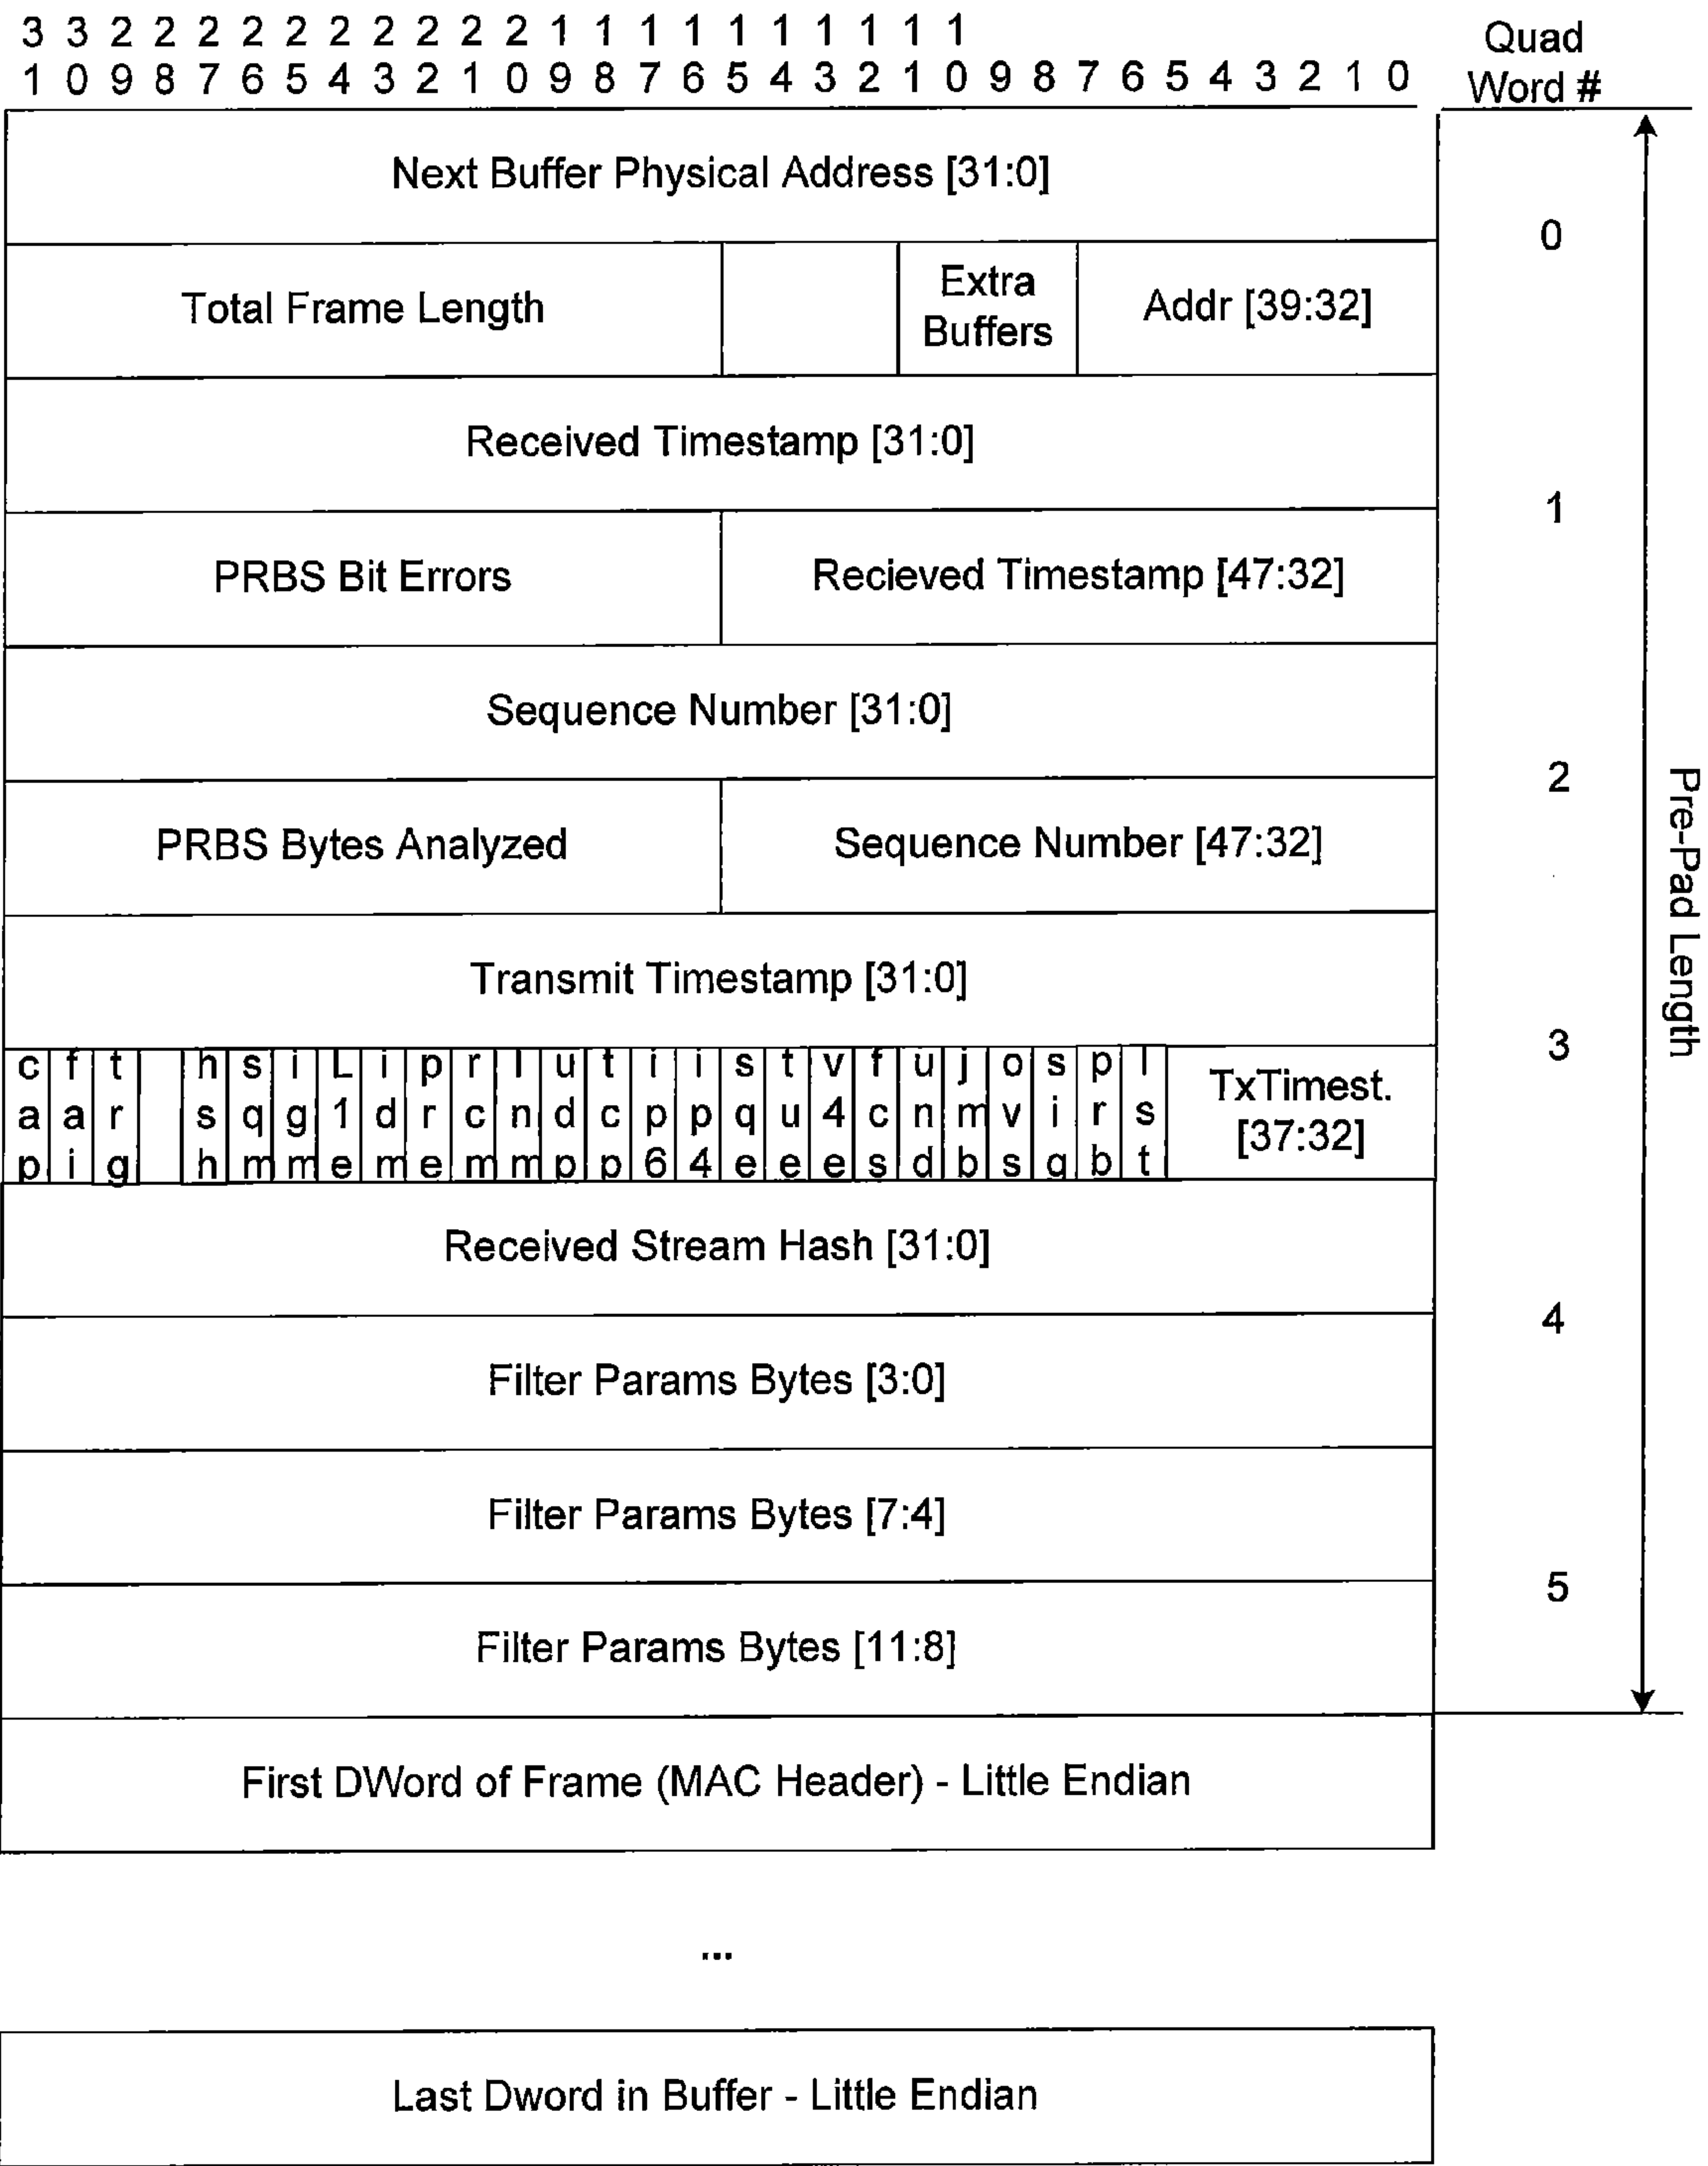 3 3 2 2 2 2 2 2 2 2 2 2 1 1 1 1 1 1 1 1 1 1
1 0 9 8 7 6 5 4 3 2 1 0 9 8 7 6 5 4 3 2 1 0 9 8 7 6 5 4 3 2 1 0
Quad
Word #
Next Buffer Physical Address [31:0]
0
Total Frame Length
Extra
Buffers
Addr [39:32]
Received Timestamp [31:0]
1
PRBS Bit Errors
Recieved Timestamp [47:32]
Sequence Number [31:0]
2
PRBS Bytes Analyzed
Sequence Number [47:32]
Transmit Timestamp [31:0]
3
c f t h s i L i p r l u t i i s t v f u j o s p l
a a r s q g 1 d r c n d c p p q u 4 c n m v i r s
p i g h m m e m e m m p p 6 4 e e e s d b s g b t
TxTimest.
[37:32]
Received Stream Hash [31:0]
4
Filter Params Bytes [3:0]
Filter Params Bytes [7:4]
5
Filter Params Bytes [11:8]
Pre-Pad Length
First DWord of Frame (MAC Header) - Little Endian
...
Last Dword in Buffer - Little Endian